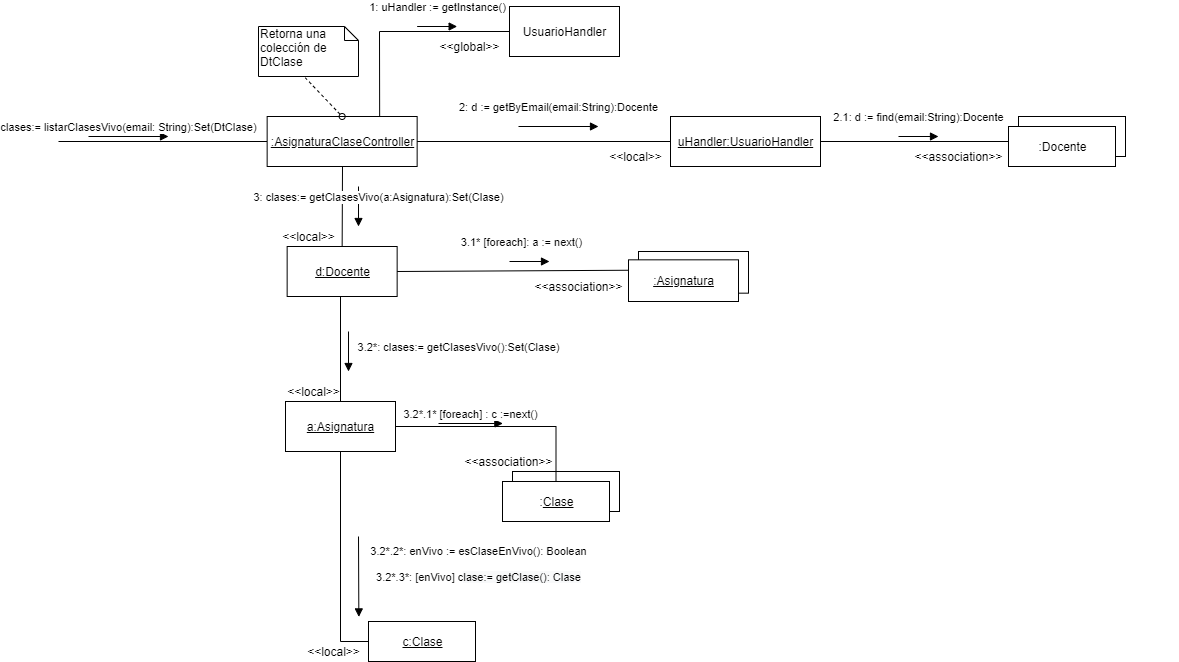 1: uHandler := getInstance()
UsuarioHandler
<<global>>
Retorna una
colección de
DtClase
clases:= listarClasesVivo(email: String):Set(DtClase)
:AsignaturaClaseController
2: d := getByEmail(email:String):Docente
<<local>>
uHandler:UsuarioHandler
2.1: d := find(email:String):Docente
<<association>>
:Docente
3: clases:= getClasesVivo(a:Asignatura):Set(Clase)
<<local>>
d:Docente
3.1* [foreach]: a := next()
<<association>>
:Asignatura
3.2*: clases:= getClasesVivo():Set(Clase)
<<local>>
a:Asignatura
3.2*.1* [foreach] : c :=next()
<<association>>
:Clase
3.2*.2*: enVivo := esClaseEnVivo(): Boolean
3.2*.3*: [enVivo] clase:= getClase(): Clase
<<local>>
c:Clase